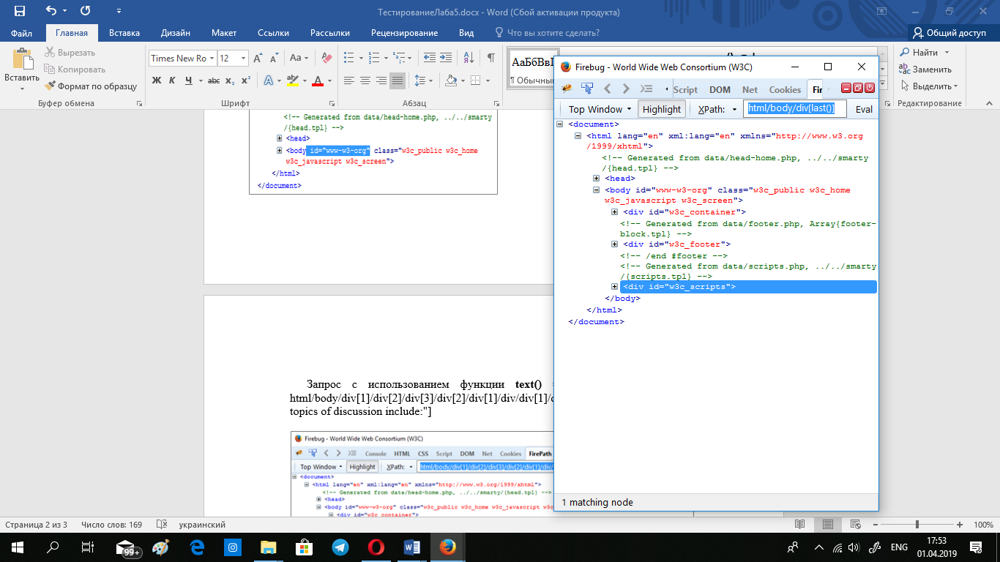 ТестированиеЛаба5.docx - Word (Сбой активации продукта)
Файл Главная Вставка Дизайн Макет Ссылки Рассылки Рецензирование Вид Что вы хотите сделать? Общий доступ
Вставить
Вырезать
Копировать
Формат по образцу
Буфер обмена
Times New Ro 12
Ж К Ч abc x₂ x²
Шрифт
Абзац
АаБбВвГ
¶ Обычный
Найти
Заменить
Выделить
Редактирование
<!-- Generated from data/head-home.php, ../../smarty
/{head.tpl} -->
<head>
<body id="www-w3-org" class="w3c_public w3c_home
w3c_javascript w3c_screen">
</html>
</document>
Запрос с использованием функции text()
html/body/div[1]/div[2]/div[3]/div[2]/div[1]/div/div[1]/
topics of discussion include:"]
Firebug - World Wide Web Consortium (W3C)
Console HTML CSS Script DOM Net Cookies FirePath
Top Window Highlight XPath: html/body/div[1]/div[2]/div[3]/div[2]/div[1]/div/
<document>
<html lang="en" xml:lang="en" xmlns="http://www.w3.org/1999/xhtml">
<!-- Generated from data/head-home.php, ../../smarty/{head.tpl} -->
<head>
<body id="www-w3-org" class="w3c_public w3c_home w3c_javascript
<div id="w3c_container">
Firebug - World Wide Web Consortium (W3C)
Script DOM Net Cookies Fir
Top Window Highlight XPath: html/body/div[last()] Eval
<document>
<html lang="en" xml:lang="en" xmlns="http://www.w3.org
/1999/xhtml">
<!-- Generated from data/head-home.php, ../../smarty
/{head.tpl} -->
<head>
<body id="www-w3-org" class="w3c_public w3c_home
w3c_javascript w3c_screen">
<div id="w3c_container">
<!-- Generated from data/footer.php, Array{footer-
block.tpl} -->
<div id="w3c_footer">
<!-- /end #footer -->
<!-- Generated from data/scripts.php, ../../smarty
/{scripts.tpl} -->
<div id="w3c_scripts">
</body>
</html>
</document>
1 matching node
Страница 2 из 3 Число слов: 169 украинский 100%
99+
ENG
17:53
01.04.2019